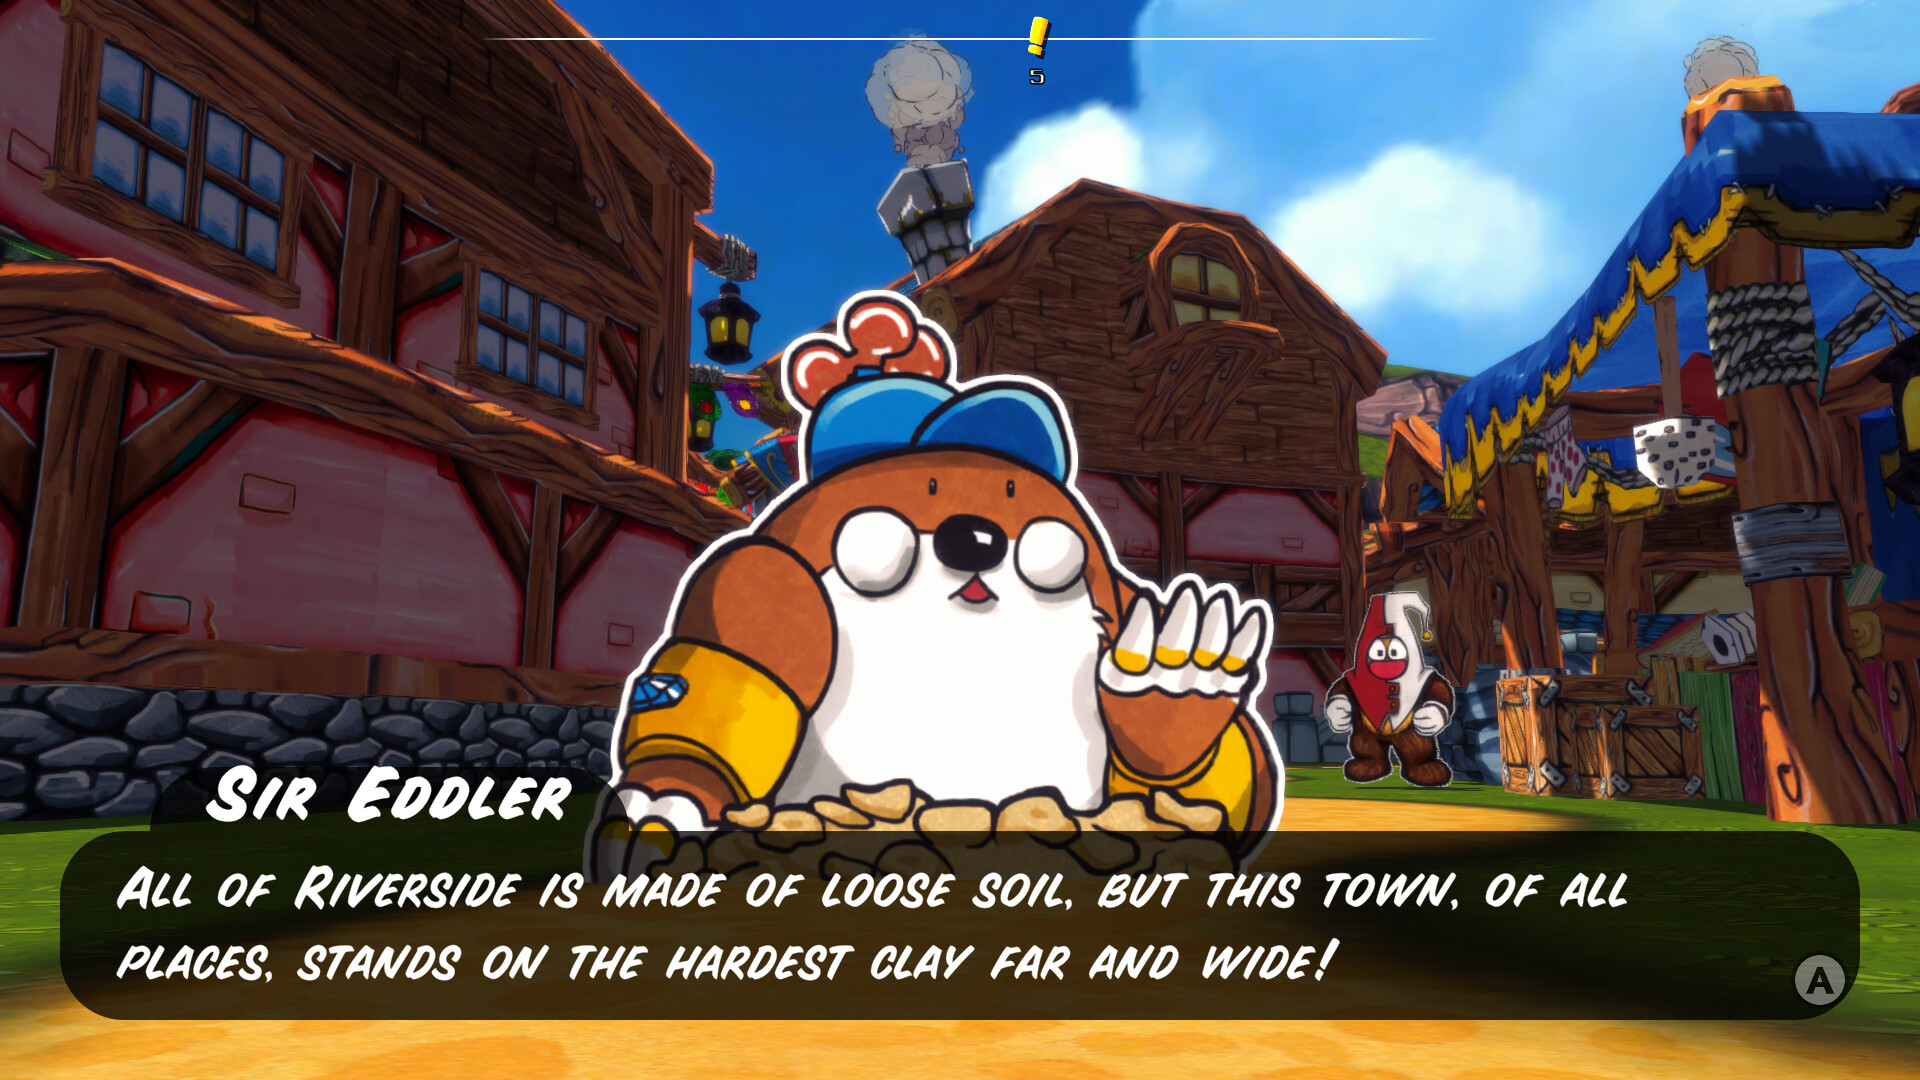 5
Sir Eddler
All of Riverside is made of loose soil, but this town, of all
places, stands on the hardest clay far and wide!
A